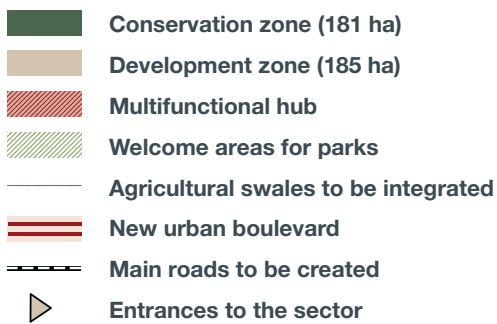 Conservation zone (181 ha)
Development zone (185 ha)
Multifunctional hub
Welcome areas for parks
Agricultural swales to be integrated
New urban boulevard
Main roads to be created
Entrances to the sector